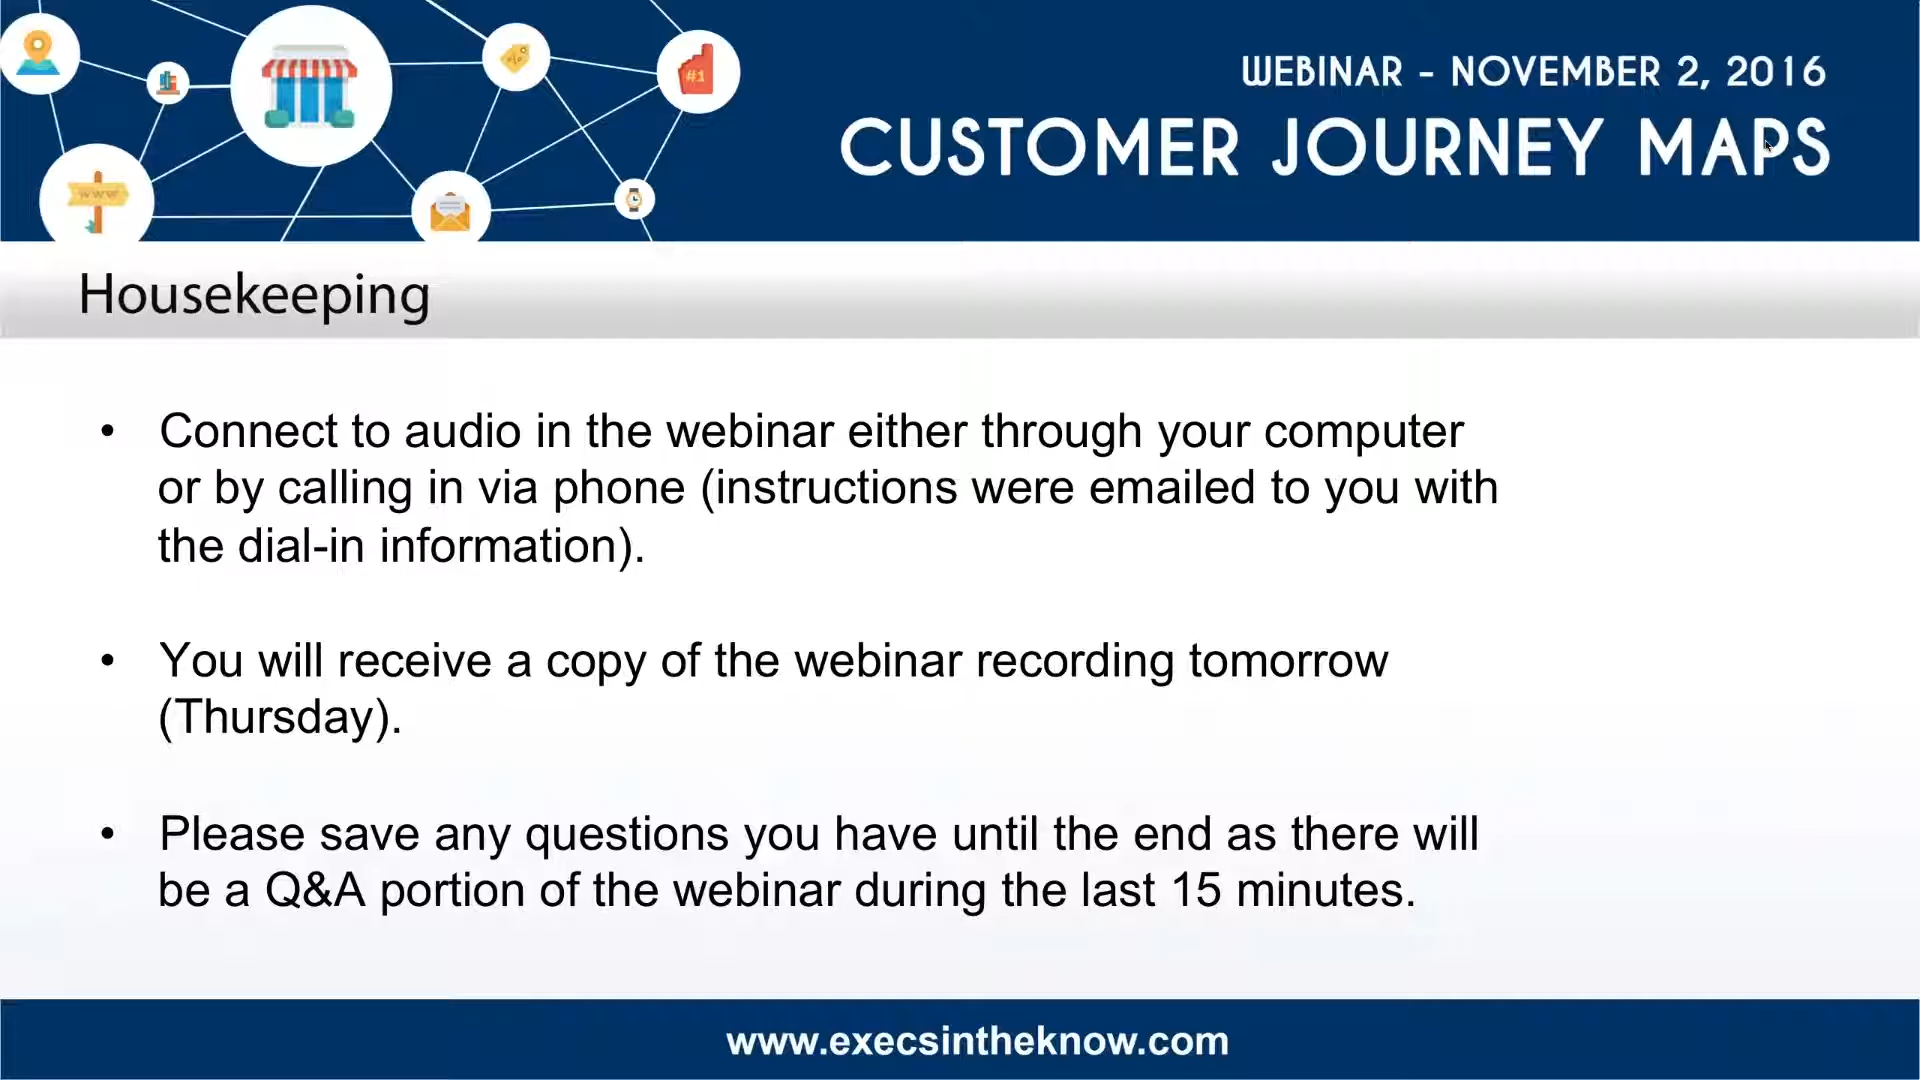 WEBINAR - NOVEMBER 2, 2016
CUSTOMER JOURNEY MAPS
%
#1
WWW
Housekeeping
• Connect to audio in the webinar either through your computer
or by calling in via phone (instructions were emailed to you with
the dial-in information).
• You will receive a copy of the webinar recording tomorrow
(Thursday).
• Please save any questions you have until the end as there will
be a Q&A portion of the webinar during the last 15 minutes.
www.execsintheknow.com